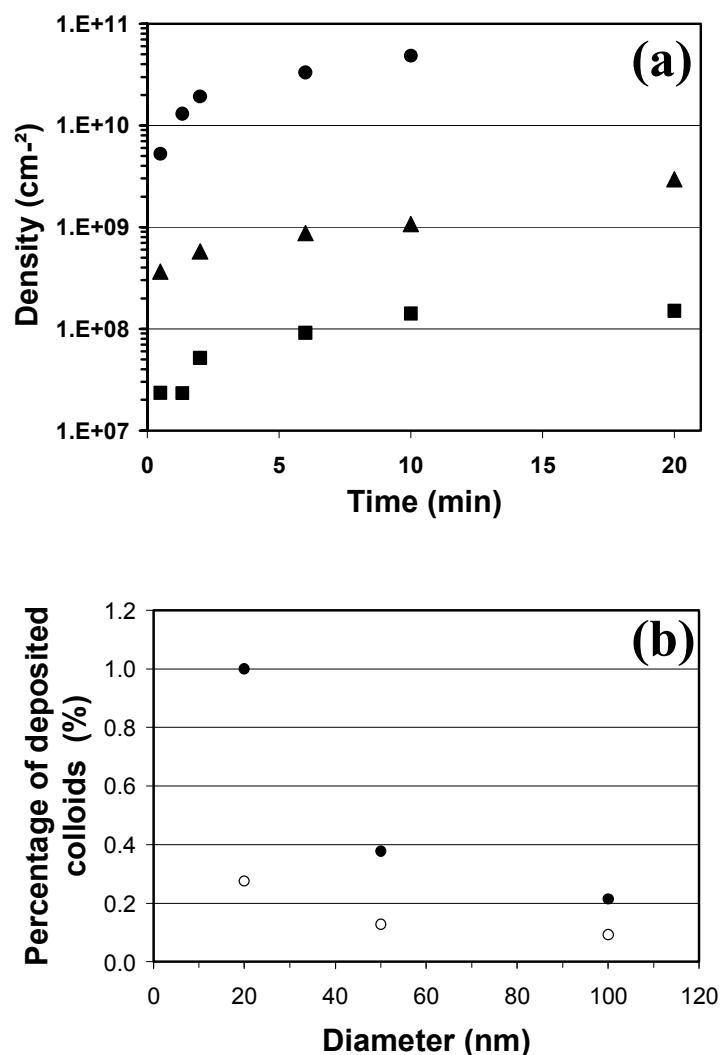 (a)
Density (cm-²)
1.E+11
1.E+10
1.E+09
1.E+08
1.E+07
0 5 10 15 20
Time (min)
(b)
Percentage of deposited
colloids (%)
1.2
1.0
0.8
0.6
0.4
0.2
0.0
0 20 40 60 80 100 120
Diameter (nm)